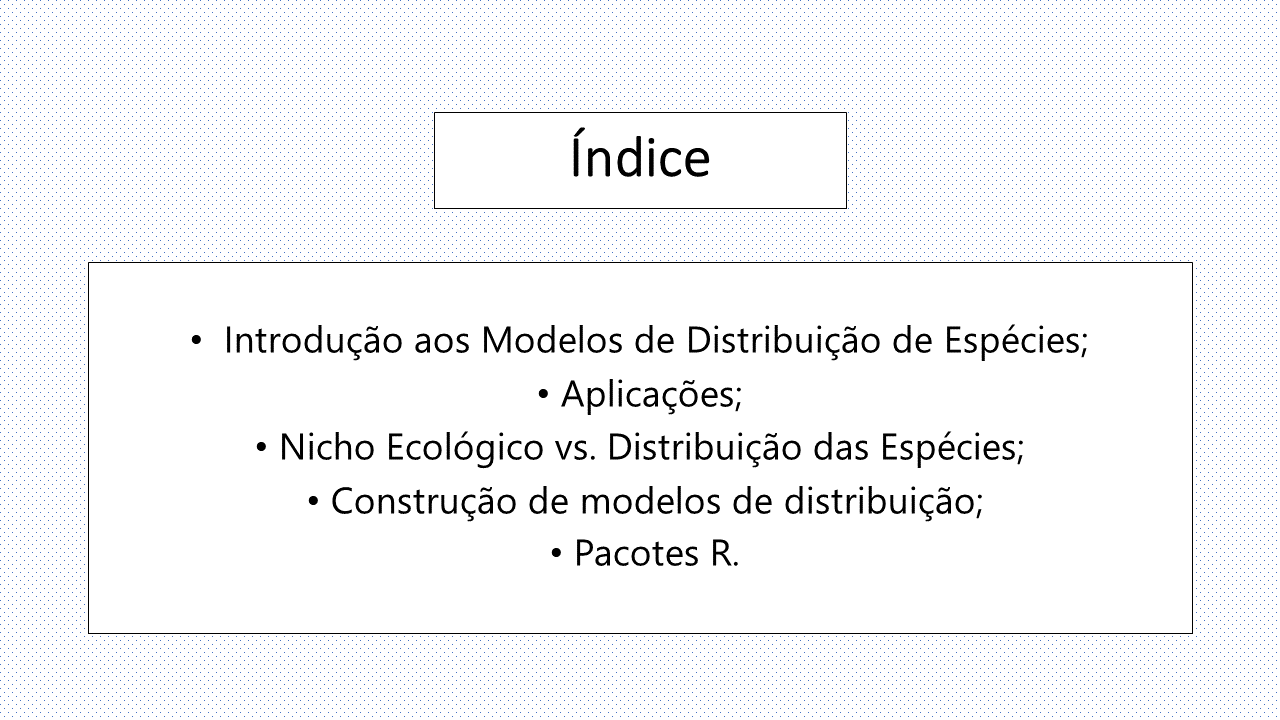 Índice
• Introdução aos Modelos de Distribuição de Espécies;
• Aplicações;
• Nicho Ecológico vs. Distribuição das Espécies;
• Construção de modelos de distribuição;
• Pacotes R.